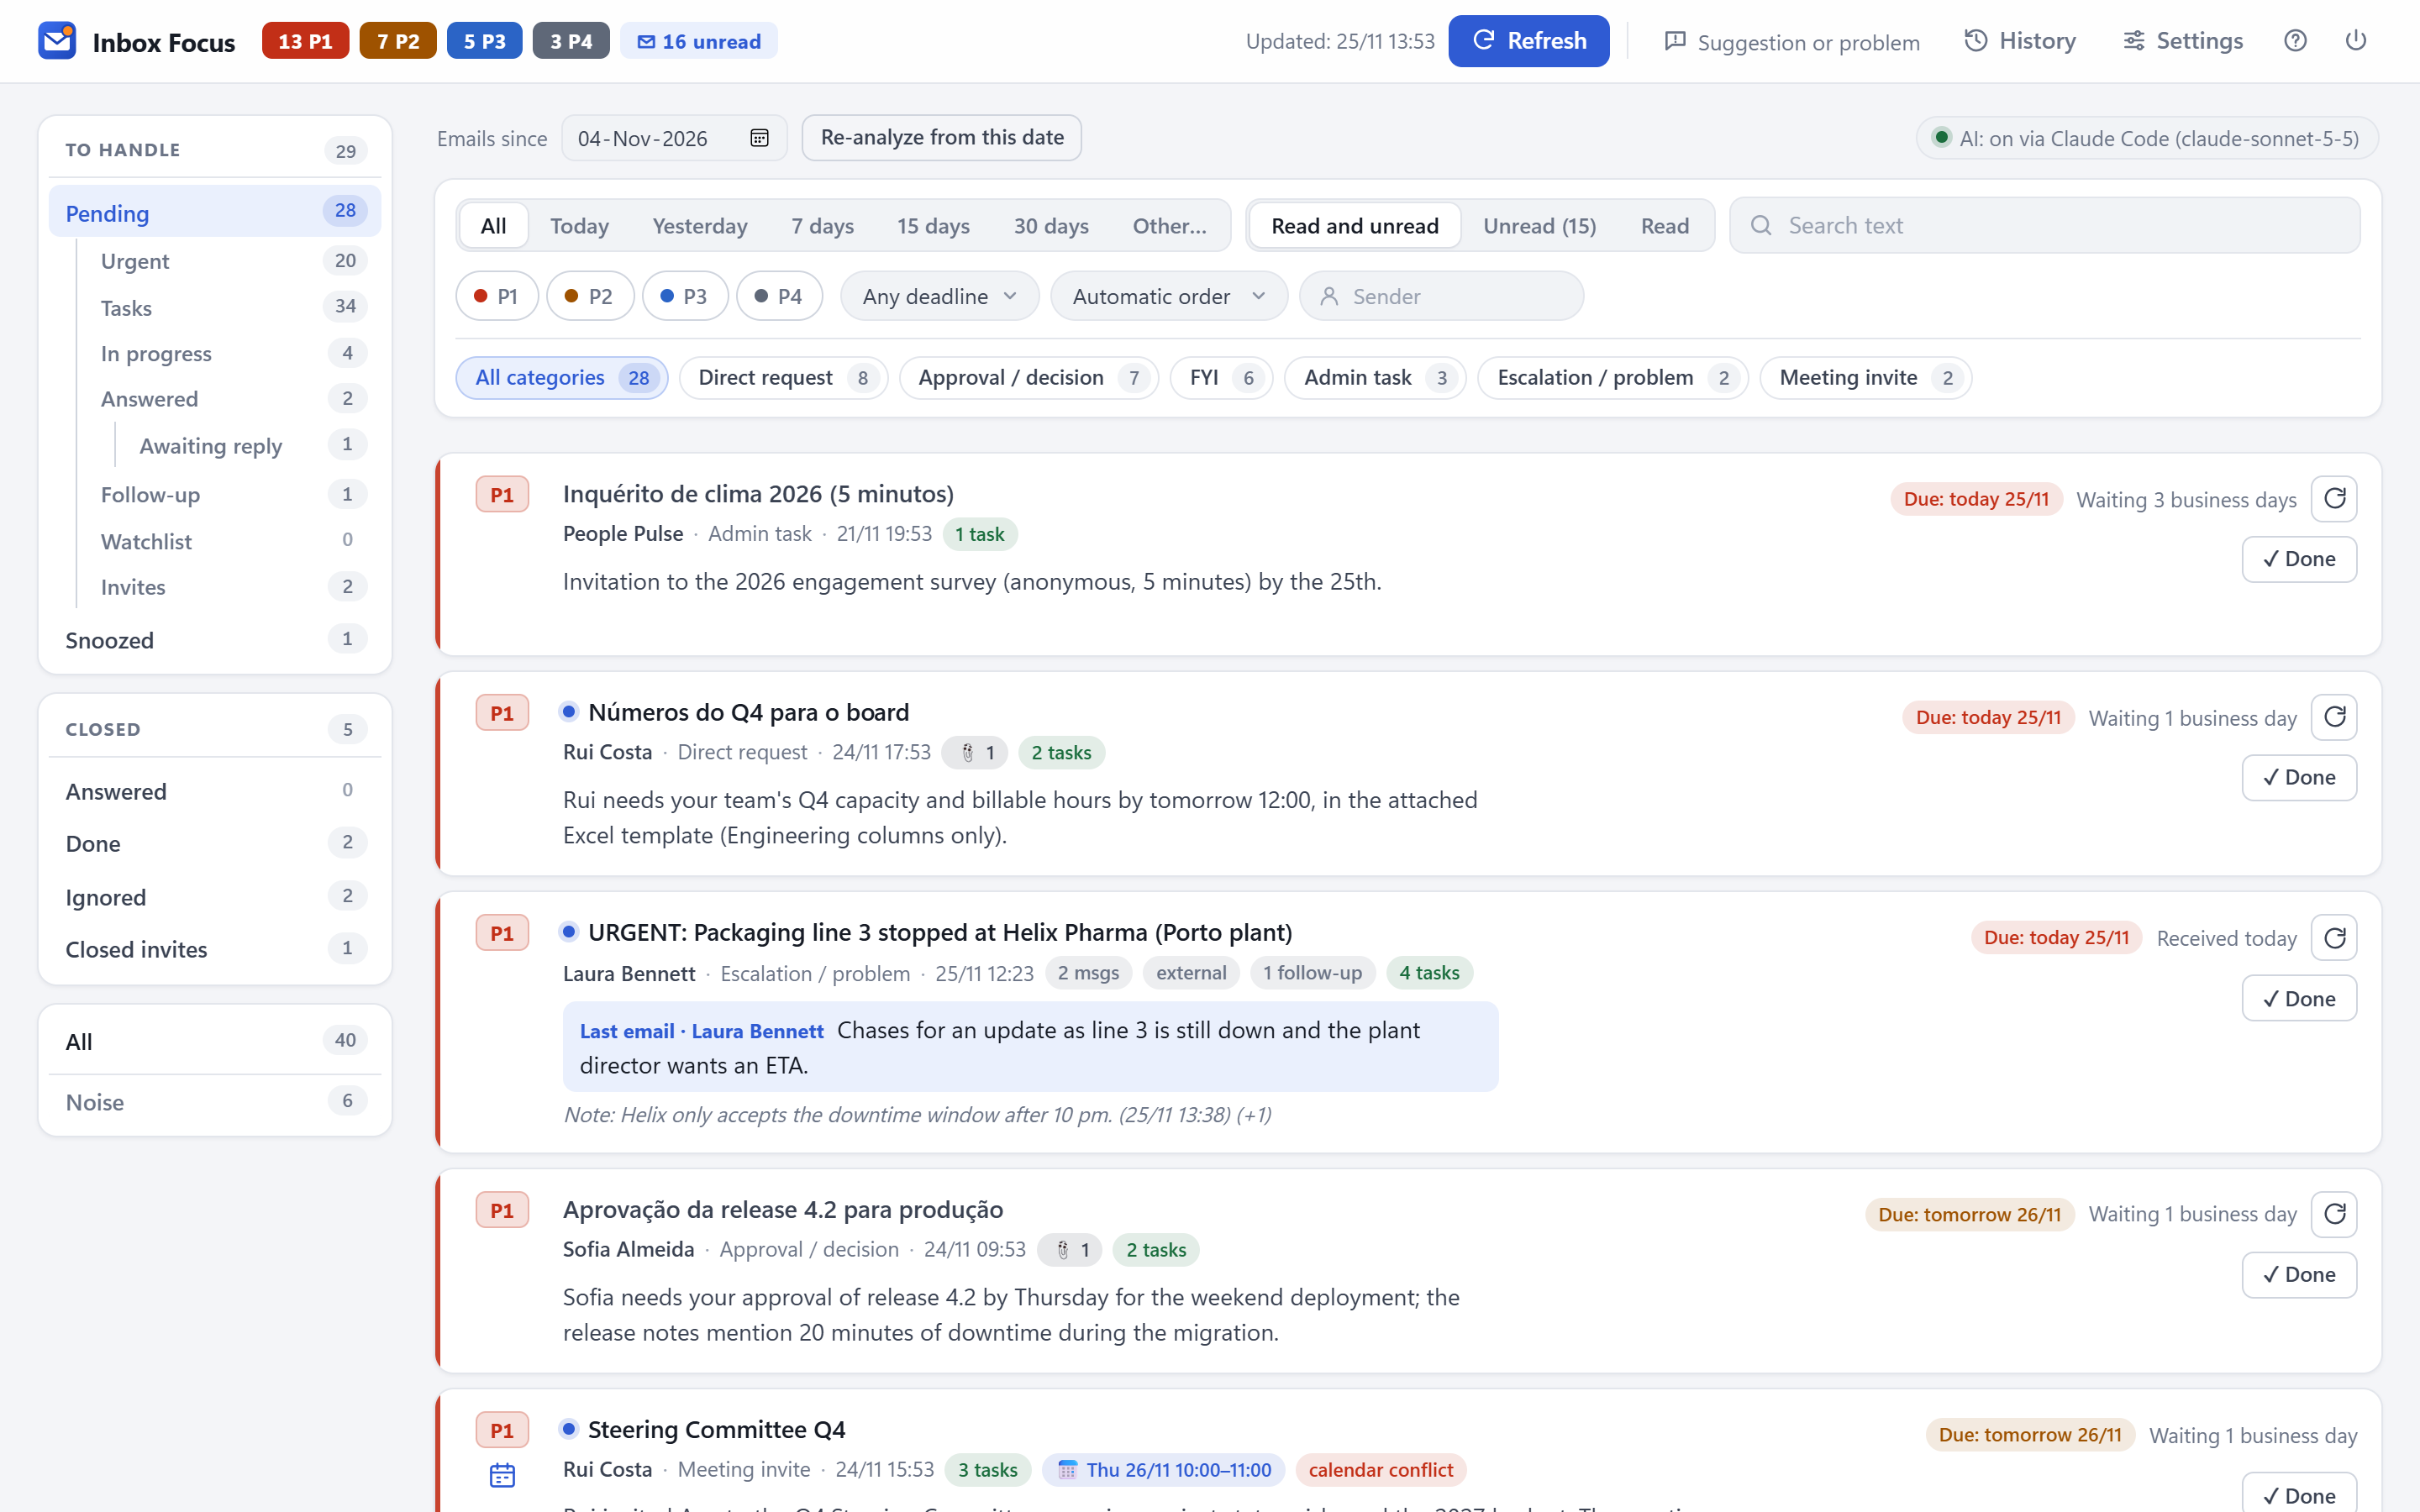 Inbox Focus 13 P1 7 P2 5 P3 3 P4 16 unread Updated: 25/11 13:53 Refresh Suggestion or problem History Settings
TO HANDLE 29
Pending 28
Urgent 20
Tasks 34
In progress 4
Answered 2
Awaiting reply 1
Follow-up 1
Watchlist 0
Invites 2
Snoozed 1
CLOSED 5
Answered 0
Done 2
Ignored 2
Closed invites 1
All 40
Noise 6
Emails since 04-Nov-2026 Re-analyze from this date AI: on via Claude Code (claude-sonnet-5-5)
All Today Yesterday 7 days 15 days 30 days Other... Read and unread Unread (15) Read Search text
P1 P2 P3 P4 Any deadline Automatic order Sender
All categories 28 Direct request 8 Approval / decision 7 FYI 6 Admin task 3 Escalation / problem 2 Meeting invite 2
P1 Inquérito de clima 2026 (5 minutos) Due: today 25/11 Waiting 3 business days
People Pulse · Admin task · 21/11 19:53 1 task
✓ Done
Invitation to the 2026 engagement survey (anonymous, 5 minutes) by the 25th.
P1 Números do Q4 para o board Due: today 25/11 Waiting 1 business day
Rui Costa · Direct request · 24/11 17:53 1 2 tasks
✓ Done
Rui needs your team's Q4 capacity and billable hours by tomorrow 12:00, in the attached
Excel template (Engineering columns only).
P1 URGENT: Packaging line 3 stopped at Helix Pharma (Porto plant) Due: today 25/11 Received today
Laura Bennett · Escalation / problem · 25/11 12:23 2 msgs external 1 follow-up 4 tasks
✓ Done
Last email · Laura Bennett Chases for an update as line 3 is still down and the plant
director wants an ETA.
Note: Helix only accepts the downtime window after 10 pm. (25/11 13:38) (+1)
P1 Aprovação da release 4.2 para produção Due: tomorrow 26/11 Waiting 1 business day
Sofia Almeida · Approval / decision · 24/11 09:53 1 2 tasks
✓ Done
Sofia needs your approval of release 4.2 by Thursday for the weekend deployment; the
release notes mention 20 minutes of downtime during the migration.
P1 Steering Committee Q4 Due: tomorrow 26/11 Waiting 1 business day
Rui Costa · Meeting invite · 24/11 15:53 3 tasks Thu 26/11 10:00–11:00 calendar conflict
✓ Done